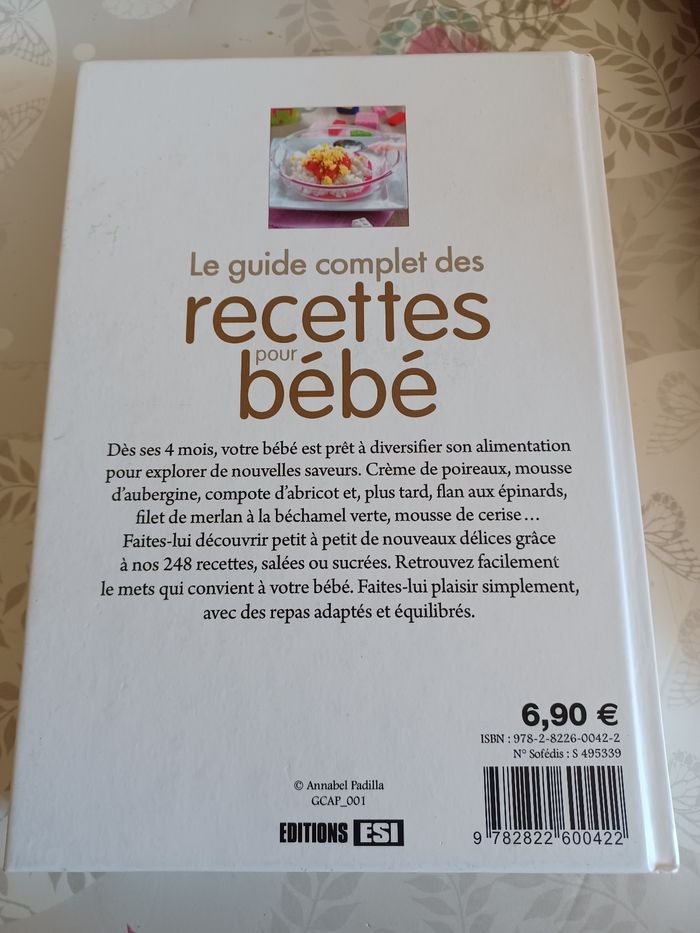 Le guide complet des
recettes
pour
bébé
Dès ses 4 mois, votre bébé est prêt à diversifier son alimentation
pour explorer de nouvelles saveurs. Crème de poireaux, mousse
d'aubergine, compote d'abricot et, plus tard, flan aux épinards,
filet de merlan à la béchamel verte, mousse de cerise...
Faites-lui découvrir petit à petit de nouveaux délices grâce
à nos 248 recettes, salées ou sucrées. Retrouvez facilement
le mets qui convient à votre bébé. Faites-lui plaisir simplement,
avec des repas adaptés et équilibrés.
6,90 €
ISBN : 978-2-8226-0042-2
N° Sofédis : S 495339
© Annabel Padilla
GCAP_001
EDITIONS ESI
9 782822 600422